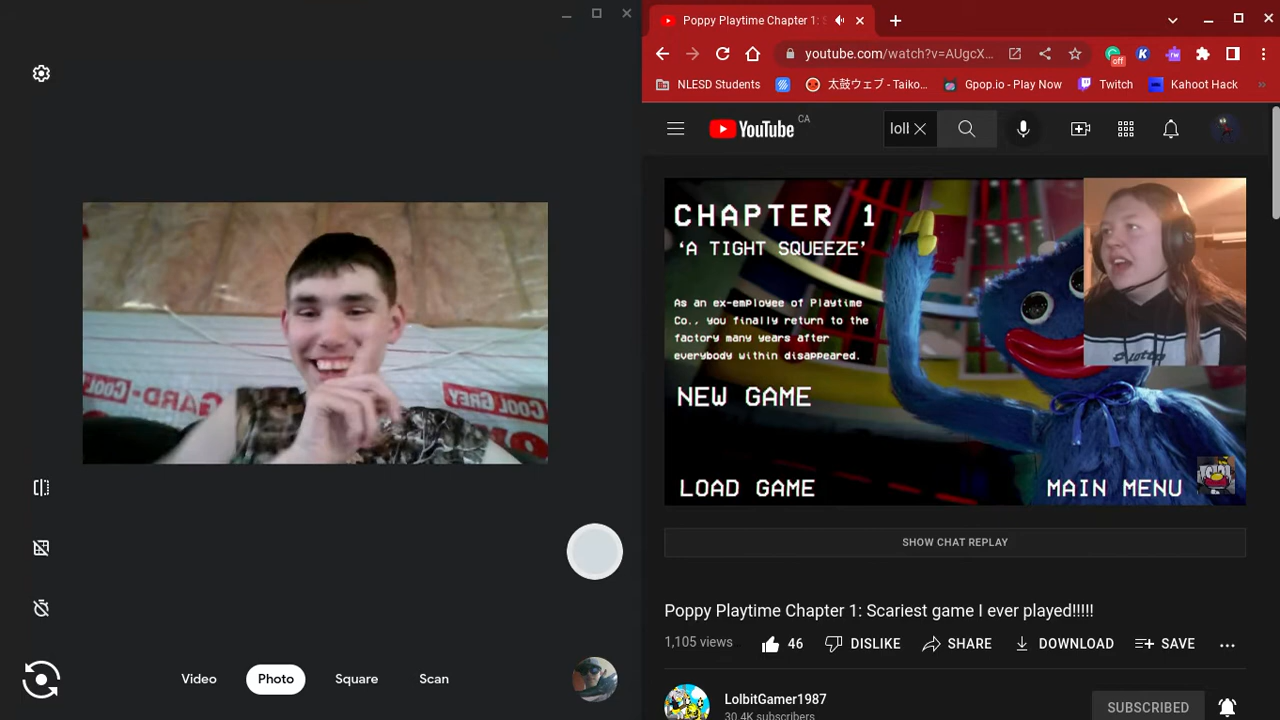 Video
Photo
Square
Scan
COOL GREY
GARD-
COOL GREY
Poppy Playtime Chapter 1: S
youtube.com/watch?v=AUgcX...
off
NLESD Students
太鼓ウェブ - Taiko...
Gpop.io - Play Now
Twitch
Kahoot Hack
»
YouTube
CA
loll
CHAPTER 1
‘A TIGHT SQUEEZE’
As an ex-employee of Playtime
Co., you finally return to the
factory many years after
everybody within disappeared.
NEW GAME
LOAD GAME
MAIN MENU
SHOW CHAT REPLAY
Poppy Playtime Chapter 1: Scariest game I ever played!!!!!
1,105 views
46
DISLIKE
SHARE
DOWNLOAD
SAVE
LolbitGamer1987
30.4K subscribers
SUBSCRIBED